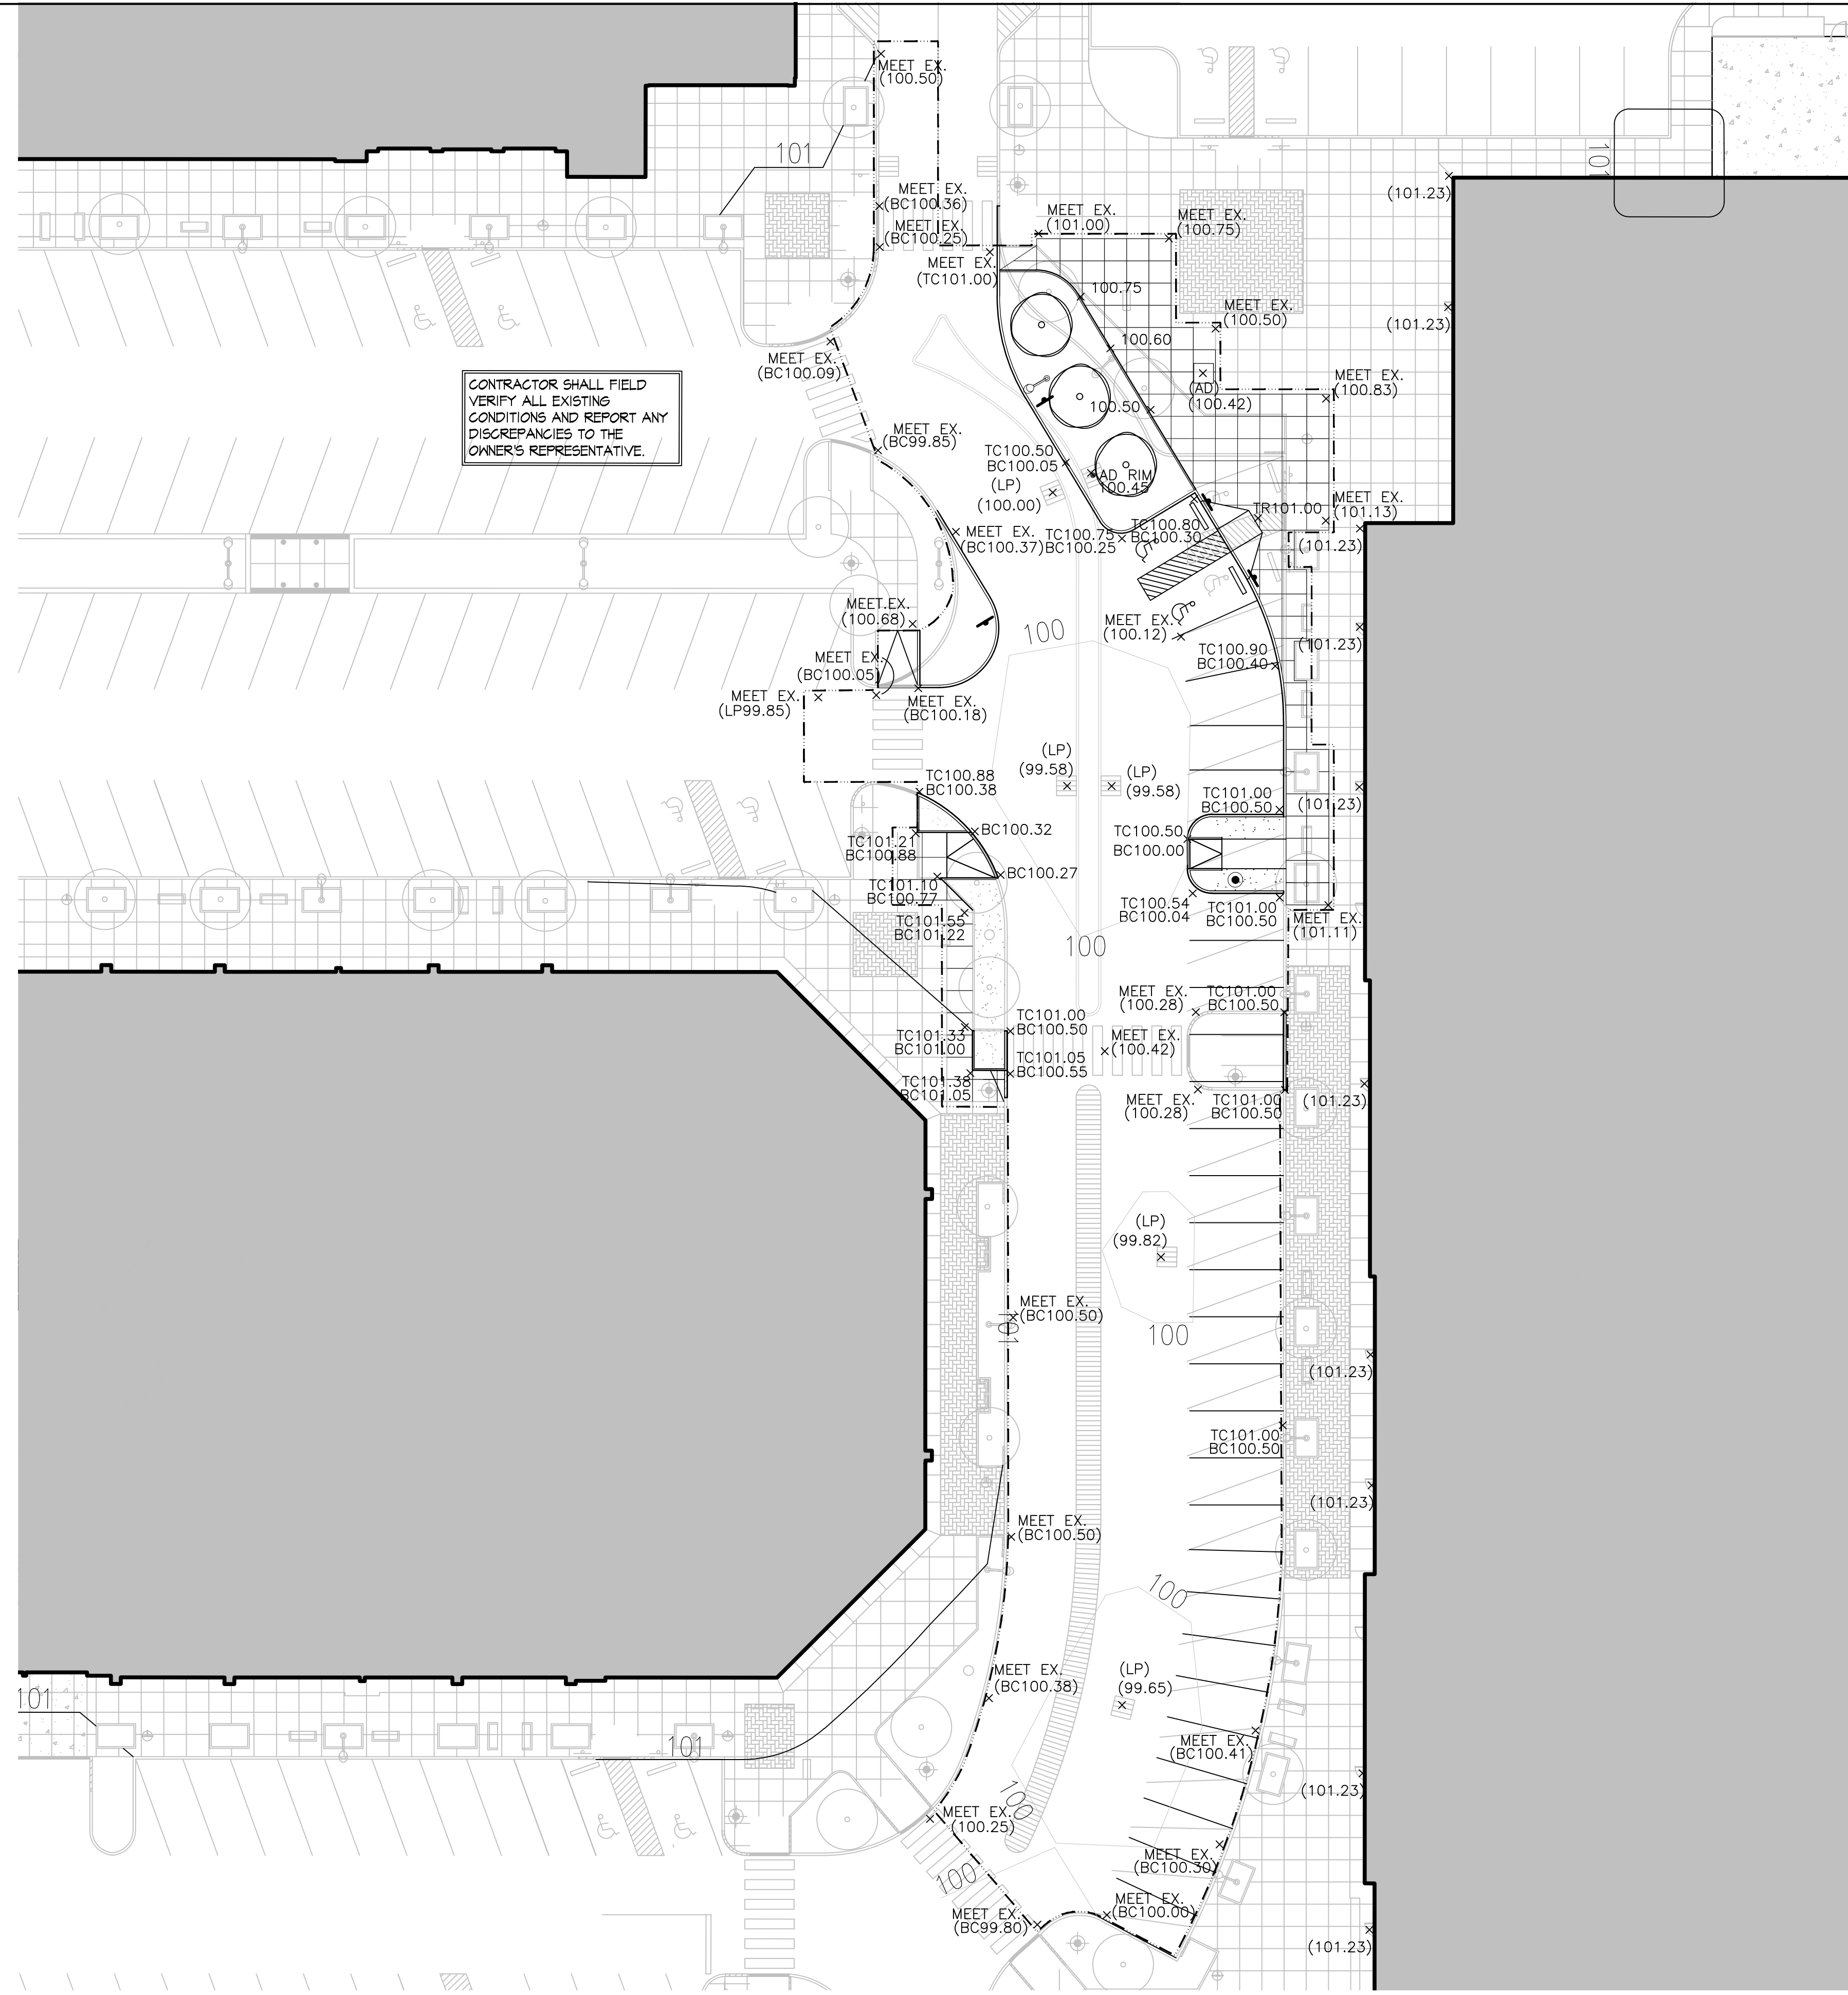 MEET EX.
(100.50)
101
101
MEET EX.
(BC100.36)
MEET EX.
(BC100.25)
MEET EX.
(TC101.00)
MEET EX.
(101.00)
MEET EX.
(100.75)
(101.23)
100.75
MEET EX.
(100.50)
(101.23)
100.60
MEET EX.
(BC100.09)
CONTRACTOR SHALL FIELD
VERIFY ALL EXISTING
CONDITIONS AND REPORT ANY
DISCREPANCIES TO THE
OWNER'S REPRESENTATIVE.
(AD)
(100.42)
MEET EX.
(100.83)
100.50
MEET EX.
(BC99.85)
TC100.50
BC100.05
(LP)
(100.00)
AD RIM
100.45
TR101.00
MEET EX.
(101.13)
MEET EX.
(BC100.37)
TC100.75
BC100.25
TC100.80
BC100.30
(101.23)
MEET EX.
(100.68)
100
MEET EX.
(100.12)
(101.23)
TC100.90
BC100.40
MEET EX.
(BC100.05)
MEET EX.
(LP99.85)
MEET EX.
(BC100.18)
(LP)
(99.58)
(LP)
(99.58)
TC100.88
BC100.38
TC101.00
BC100.50
(101.23)
BC100.32
TC100.50
BC100.00
TC101.21
BC100.88
BC100.27
TC101.10
BC100.77
TC100.54
BC100.04
TC101.00
BC100.50
MEET EX.
(101.11)
TC101.55
BC101.22
100
MEET EX.
(100.28)
TC101.00
BC100.50
TC101.00
BC100.50
TC101.33
BC101.00
MEET EX.
(100.42)
TC101.05
BC100.55
TC101.38
BC101.05
MEET EX.
(100.28)
TC101.00
BC100.50
(101.23)
(LP)
(99.82)
MEET EX.
(BC100.50)
101
100
(101.23)
TC101.00
BC100.50
(101.23)
MEET EX.
(BC100.50)
100
MEET EX.
(BC100.38)
(LP)
(99.65)
101
101
MEET EX.
(BC100.41)
(101.23)
100
MEET EX.
(100.25)
MEET EX.
(BC100.30)
100
MEET EX.
(BC99.80)
MEET EX.
(BC100.00)
(101.23)